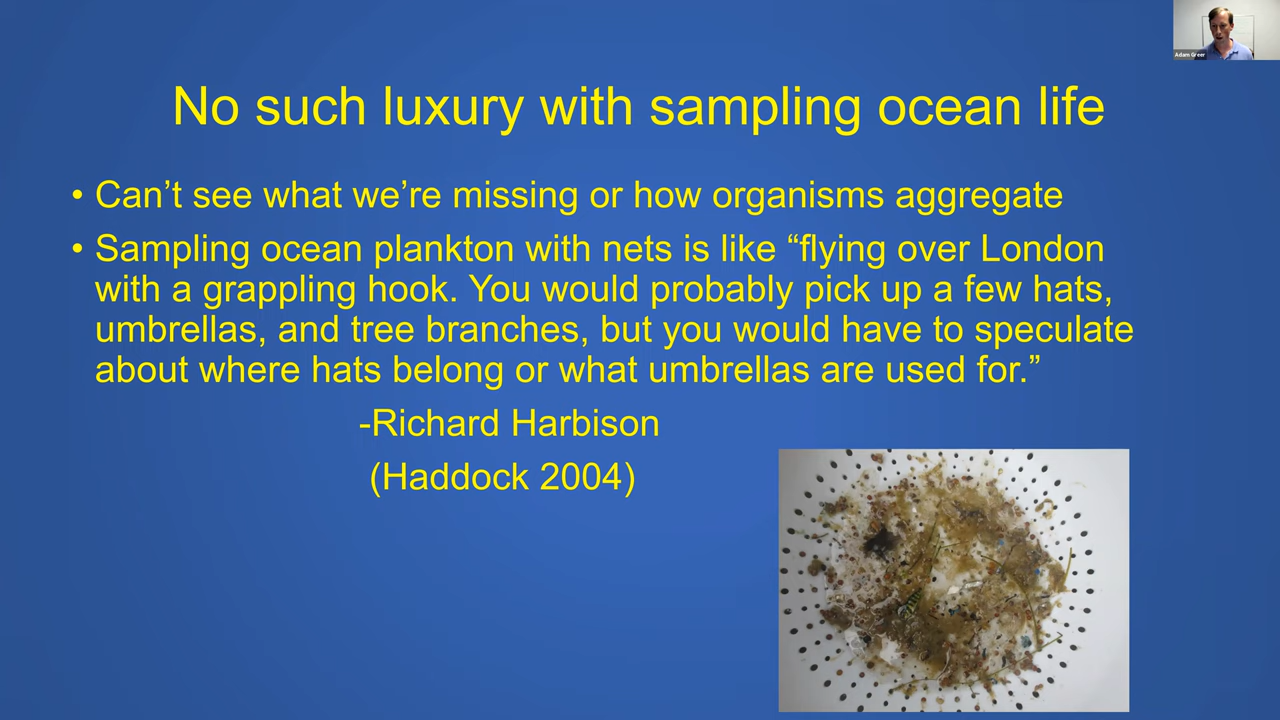 Adam Greer
No such luxury with sampling ocean life
• Can’t see what we’re missing or how organisms aggregate
• Sampling ocean plankton with nets is like “flying over London
with a grappling hook. You would probably pick up a few hats,
umbrellas, and tree branches, but you would have to speculate
about where hats belong or what umbrellas are used for.”
-Richard Harbison
(Haddock 2004)